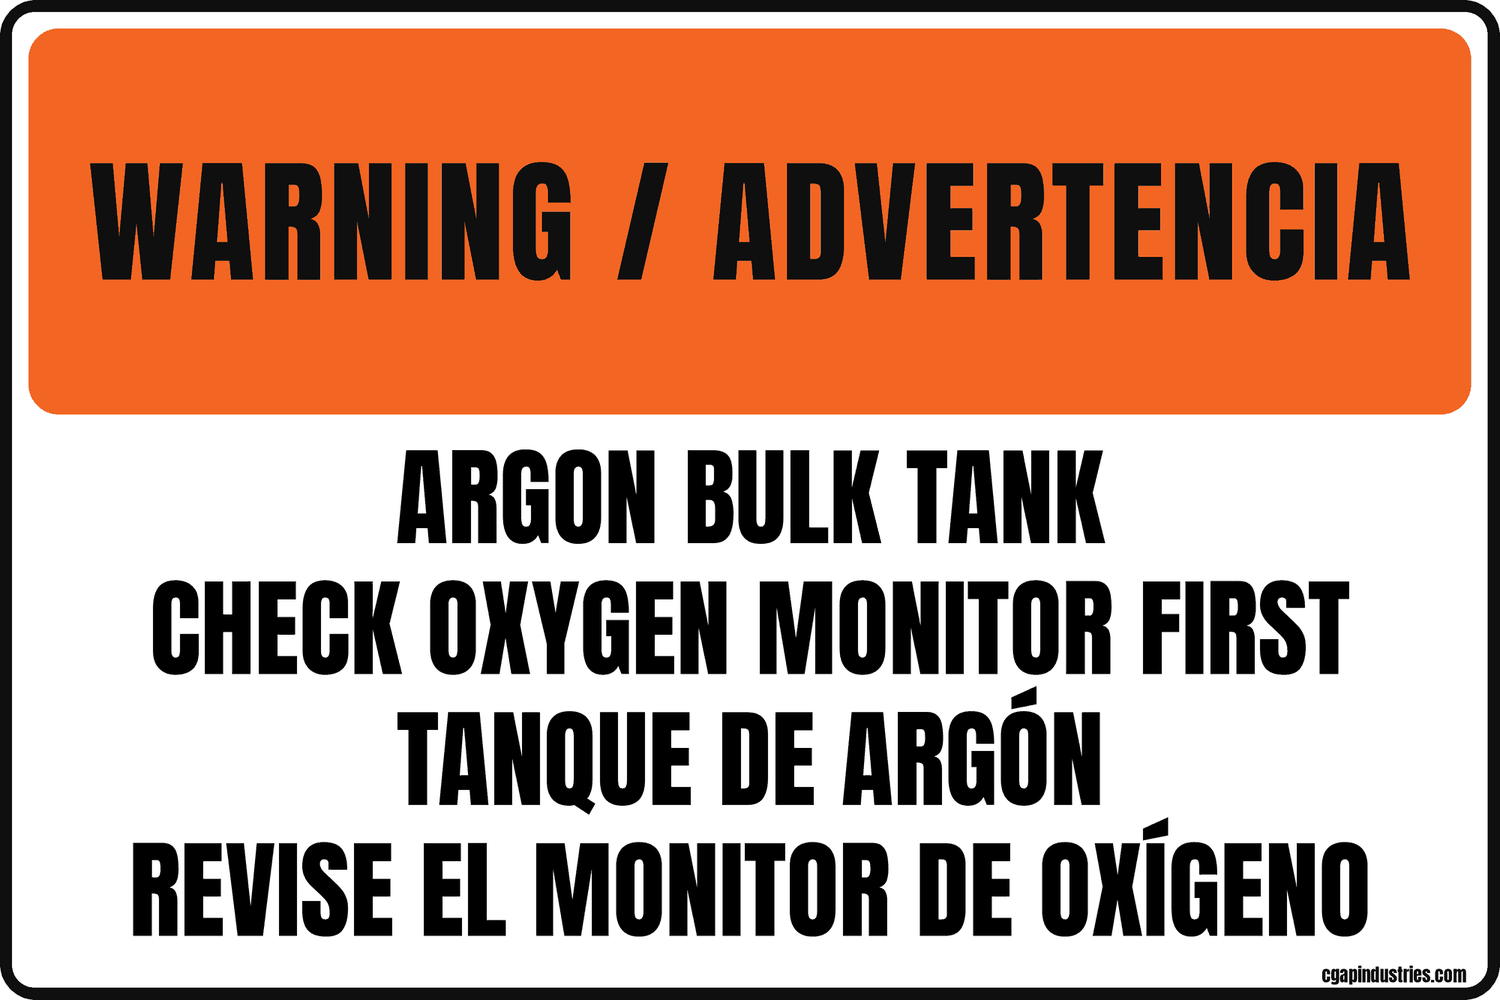 WARNING / ADVERTENCIA
ARGON BULK TANK
CHECK OXYGEN MONITOR FIRST
TANQUE DE ARGÓN
REVISE EL MONITOR DE OXÍGENO
cgapindustries.com